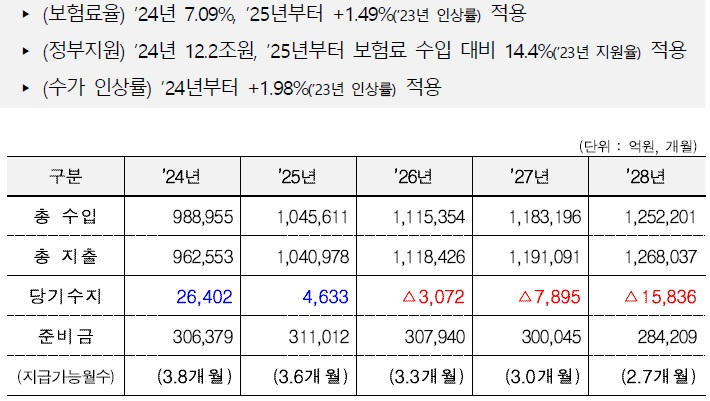 ▸ (보험료율) ’24년 7.09%, ’25년부터 +1.49%(’23년 인상률) 적용
▸ (정부지원) ’24년 12.2조원, ’25년부터 보험료 수입 대비 14.4%(’23년 지원율) 적용
▸ (수가 인상률) ’24년부터 +1.98%(’23년 인상률) 적용
(단위 : 억원, 개월)
구분 ’24년 ’25년 ’26년 ’27년 ’28년
총 수입 988,955 1,045,611 1,115,354 1,183,196 1,252,201
총 지출 962,553 1,040,978 1,118,426 1,191,091 1,268,037
당기수지 26,402 4,633 △3,072 △7,895 △15,836
준비금 306,379 311,012 307,940 300,045 284,209
(지급가능월수) (3.8개월) (3.6개월) (3.3개월) (3.0개월) (2.7개월)